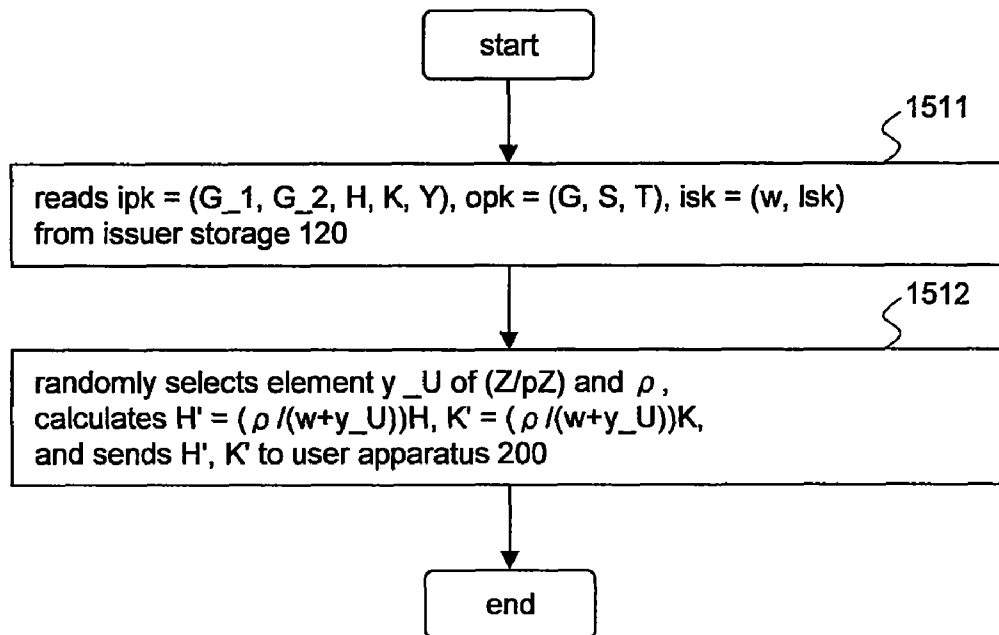 start
1511
reads ipk = (G_1, G_2, H, K, Y), opk = (G, S, T), isk = (w, lsk)
from issuer storage 120
1512
randomly selects element y _U of (Z/pZ) and ρ ,
calculates H' = ( ρ /(w+y_U))H, K' = ( ρ /(w+y_U))K,
and sends H', K' to user apparatus 200
end